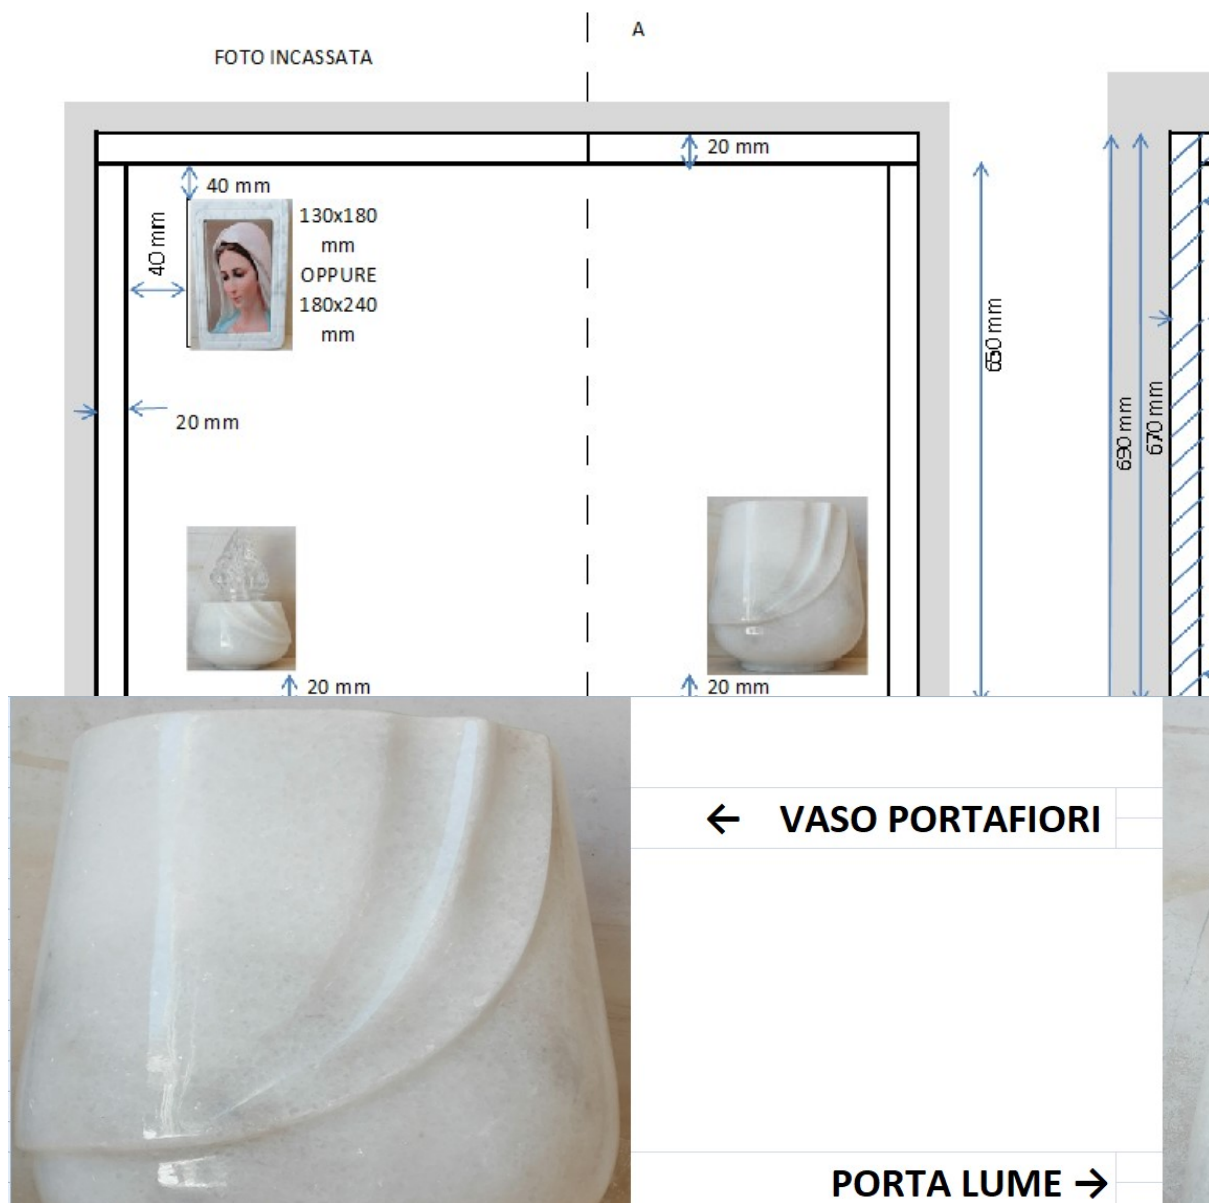 A
FOTO INCASSATA
20 mm
40 mm
40 mm
130x180
mm
OPPURE
180x240
mm
650 mm
690 mm
670 mm
20 mm
20 mm
20 mm
← VASO PORTAFIORI
PORTA LUME →